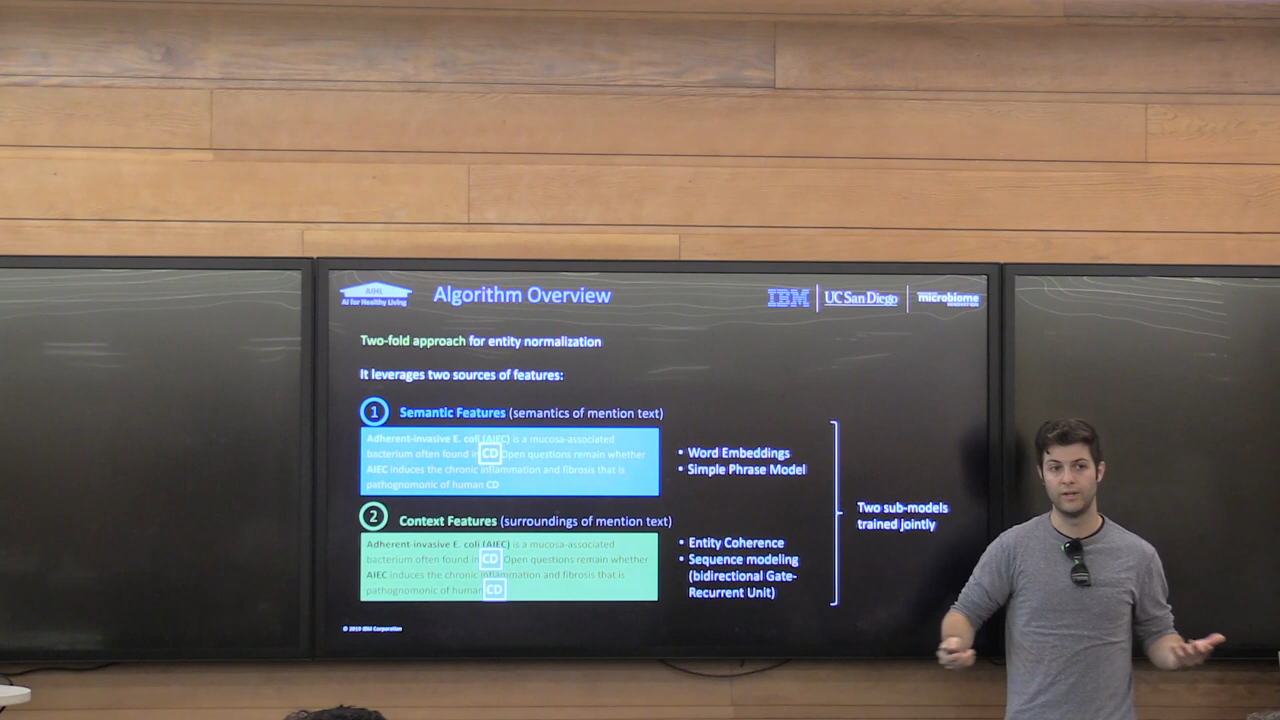 AIHL
AI for Healthy Living
Algorithm Overview
IBM
UC San Diego
microbiome
Two-fold approach for entity normalization
It leverages two sources of features:
1
Semantic Features (semantics of mention text)
Adherent-invasive E. coli (AIEC) is a mucosa-associated
bacterium often found in CD Open questions remain whether
AIEC induces the chronic inflammation and fibrosis that is
pathognomonic of human CD
• Word Embeddings
• Simple Phrase Model
2
Context Features (surroundings of mention text)
Adherent-invasive E. coli (AIEC) is a mucosa-associated
bacterium often found in CD Open questions remain whether
AIEC induces the chronic inflammation and fibrosis that is
pathognomonic of human CD
• Entity Coherence
• Sequence modeling
(bidirectional Gate-
Recurrent Unit)
Two sub-models
trained jointly
© 2019 IBM Corporation